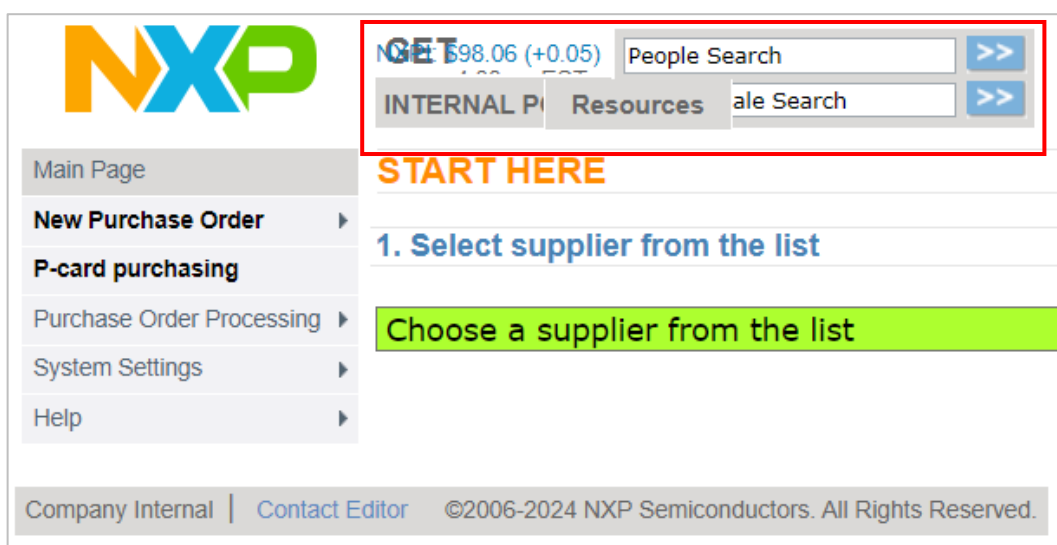 NXP
GET
$98.06 (+0.05)
People Search
>>
INTERNAL
Resources
ale Search
>>
Main Page
START HERE
New Purchase Order
1. Select supplier from the list
P-card purchasing
Purchase Order Processing
Choose a supplier from the list
System Settings
Help
Company Internal | Contact Editor ©2006-2024 NXP Semiconductors. All Rights Reserved.